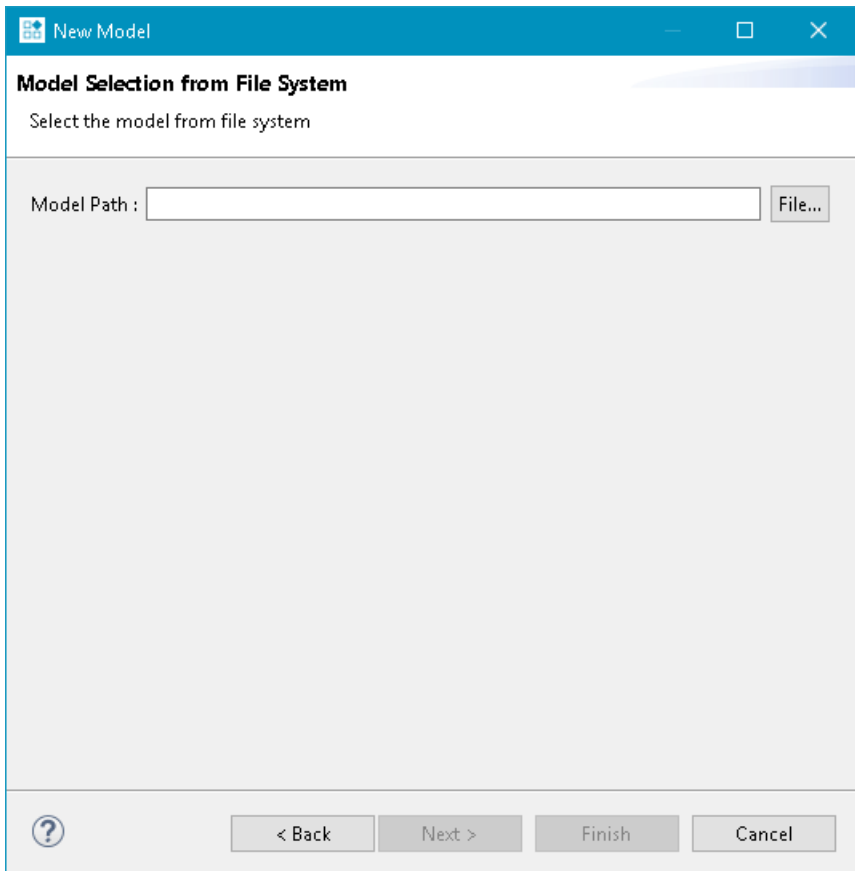 New Model
Model Selection from File System
Select the model from file system
Model Path :
File...
?
< Back
Next >
Finish
Cancel